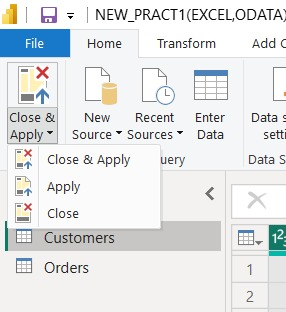 NEW_PRACT1(EXCEL,ODATA)
File Home Transform Add C
Close & Apply New Source Recent Sources Enter Data Data s setti
Close & Apply
Apply
Close
uery Data S
Customers
Orders
123
1
2